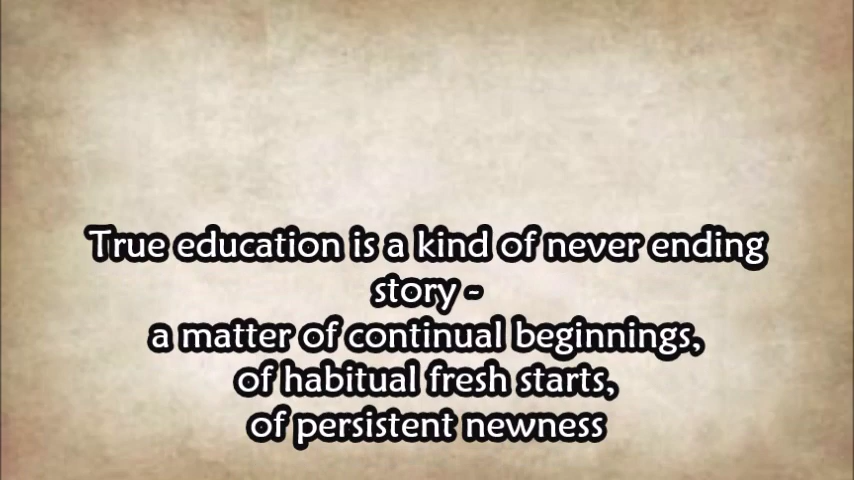 True education is a kind of never ending
story -
a matter of continual beginnings,
of habitual fresh starts,
of persistent newness